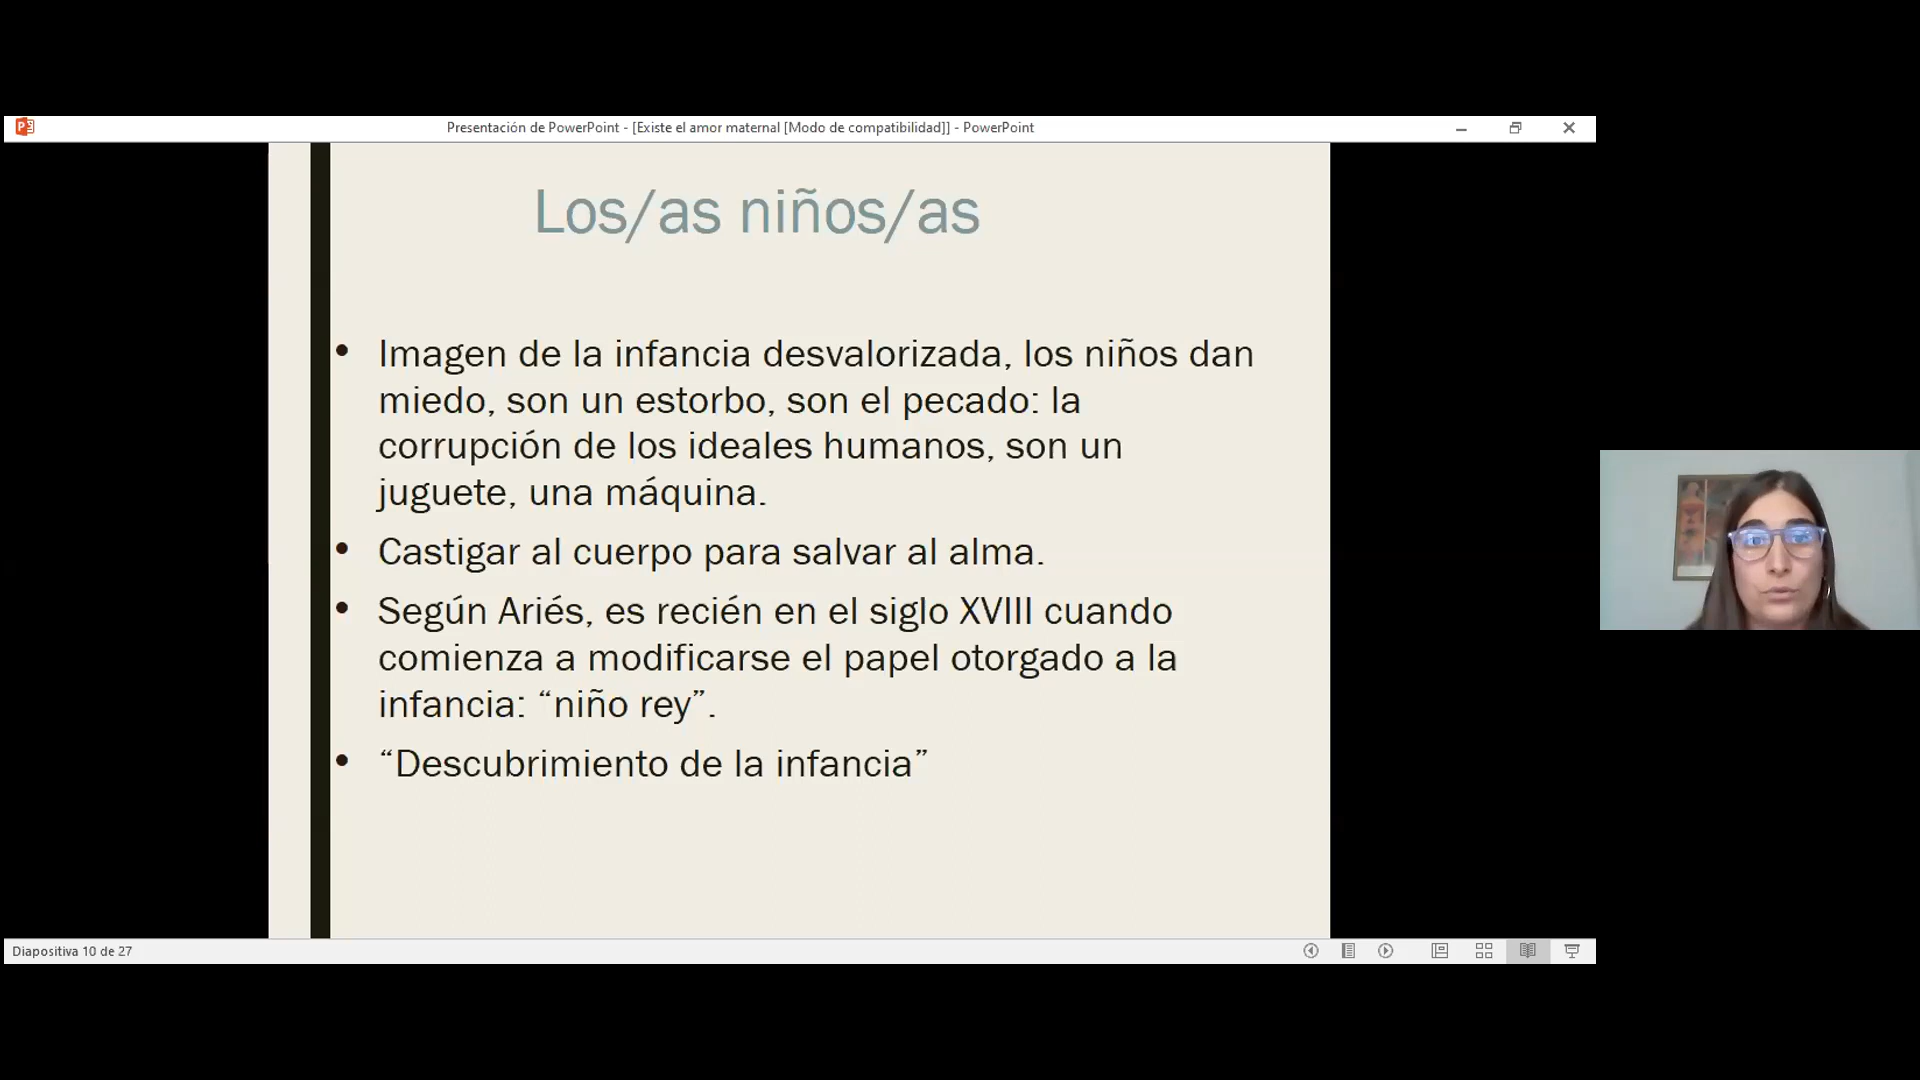 Presentación de PowerPoint - [Existe el amor maternal [Modo de compatibilidad]] - PowerPoint
Los/as niños/as
• Imagen de la infancia desvalorizada, los niños dan
miedo, son un estorbo, son el pecado: la
corrupción de los ideales humanos, son un
juguete, una máquina.
• Castigar al cuerpo para salvar al alma.
• Según Ariés, es recién en el siglo XVIII cuando
comienza a modificarse el papel otorgado a la
infancia: “niño rey”.
• “Descubrimiento de la infancia”
Diapositiva 10 de 27